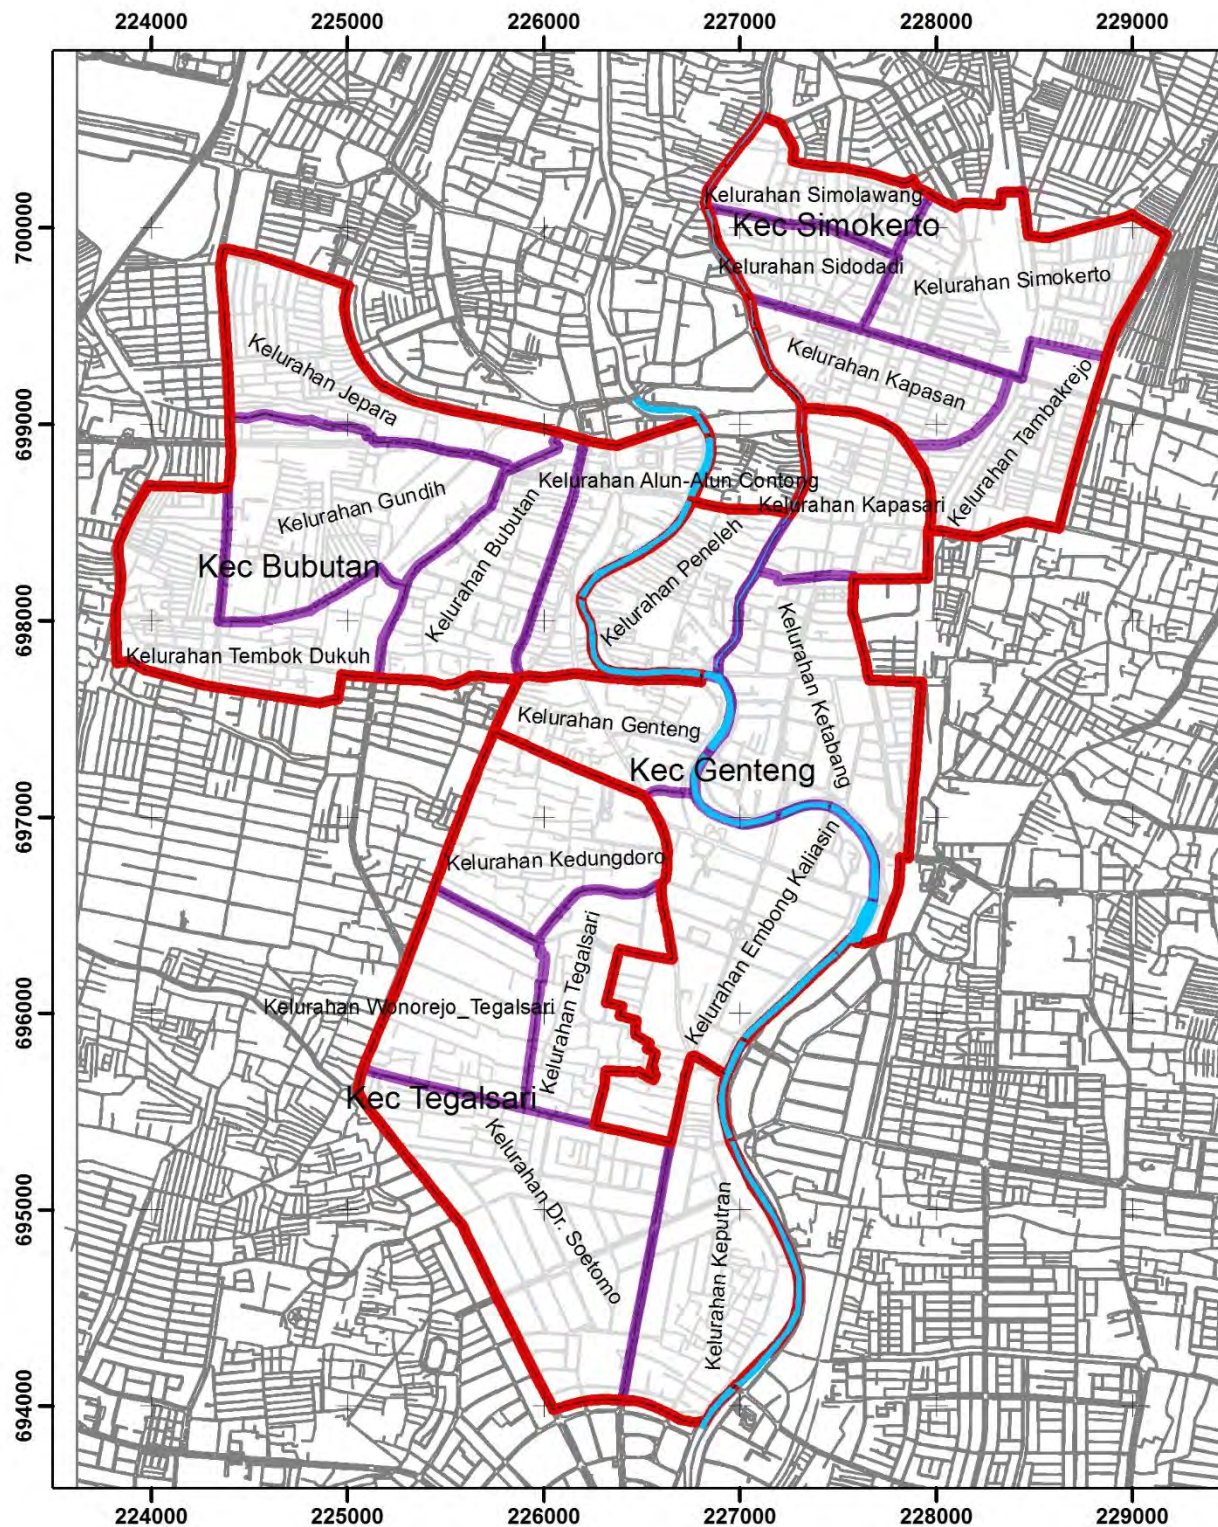 224000 225000 226000 227000 228000 229000
700000
699000
698000
697000
696000
695000
694000
Kelurahan Simolawang
Kec Simokerto
Kelurahan Sidodadi
Kelurahan Simokerto
Kelurahan Kapasan
Kelurahan Tambakrejo
Kelurahan Jepara
Kelurahan Gundih
Kelurahan Bubutan
Kelurahan Alun-Alun Contong
Kelurahan Kapasari
Kelurahan Peneleh
Kec Bubutan
Kelurahan Tembok Dukuh
Kelurahan Ketabang
Kelurahan Genteng
Kec Genteng
Kelurahan Kedungdoro
Kelurahan Embong Kaliasin
Kelurahan Tegalsari
Kelurahan Wonorejo_Tegalsari
Kec Tegalsari
Kelurahan Dr. Soetomo
Kelurahan Keputran
224000 225000 226000 227000 228000 229000